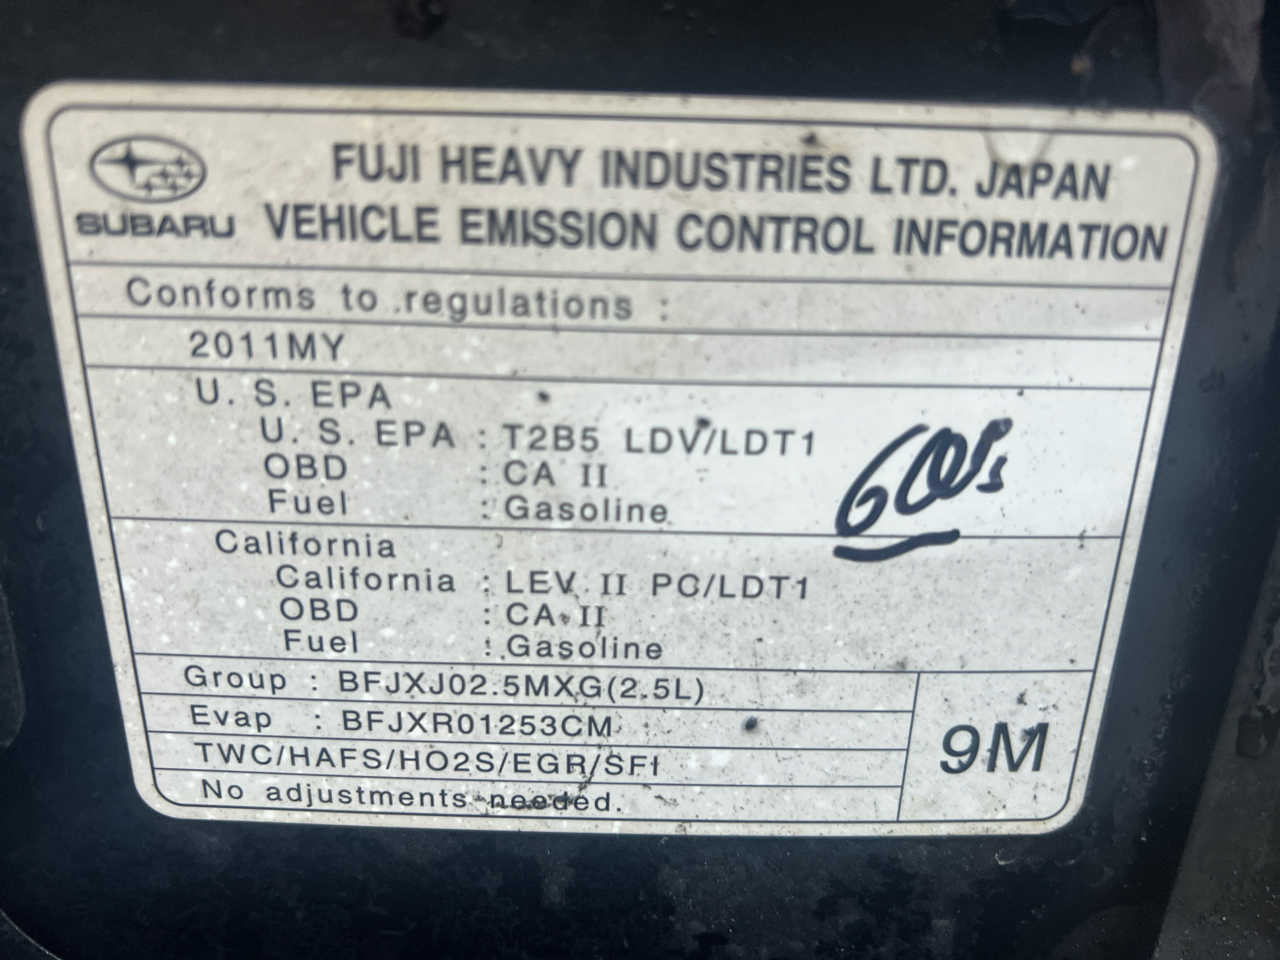 FUJI HEAVY INDUSTRIES LTD. JAPAN
SUBARU VEHICLE EMISSION CONTROL INFORMATION
Conforms to regulations :
2011MY
U. S. EPA
U. S. EPA : T2B5 LDV/LDT1
OBD : CA II
Fuel : Gasoline
California
California : LEV II PC/LDT1
OBD : CA II
Fuel : Gasoline
Group : BFJXJ02.5MXG(2.5L)
Evap : BFJXR01253CM
TWC/HAFS/HO2S/EGR/SFI
No adjustments needed.
9M